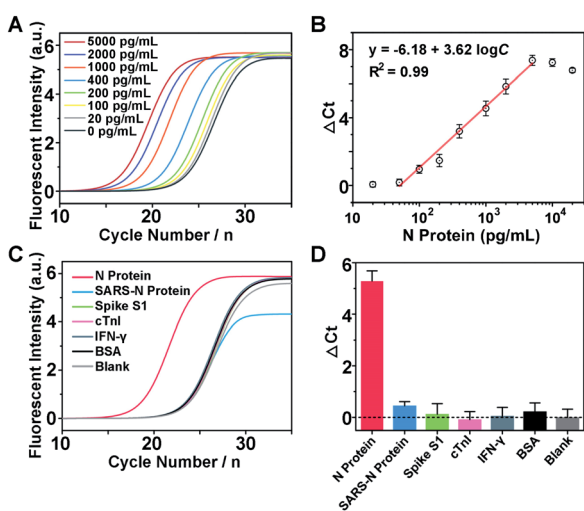 A
Fluorescent Intensity (a.u.)
6
4
2
0
5000 pg/mL
2000 pg/mL
1000 pg/mL
400 pg/mL
200 pg/mL
100 pg/mL
20 pg/mL
0 pg/mL
10 20 30
Cycle Number / n
B
ΔCt
8
4
0
y = -6.18 + 3.62 logC
R² = 0.99
10² 10³ 10⁴
N Protein (pg/mL)
C
Fluorescent Intensity (a.u.)
6
4
2
0
N Protein
SARS-N Protein
Spike S1
cTnI
IFN-γ
BSA
Blank
10 20 30
Cycle Number / n
D
ΔCt
6
4
2
0
N Protein
SARS-N Protein
Spike S1
cTnI
IFN-γ
BSA
Blank